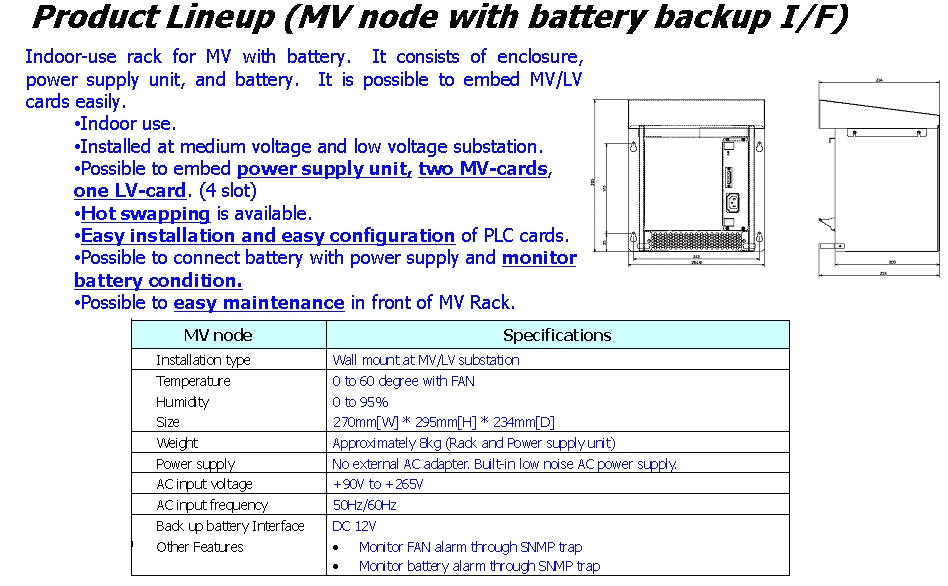 Product Lineup (MV node with battery backup I/F)
Indoor-use rack for MV with battery. It consists of enclosure,
power supply unit, and battery. It is possible to embed MV/LV
cards easily.
•Indoor use.
•Installed at medium voltage and low voltage substation.
•Possible to embed power supply unit, two MV-cards,
one LV-card. (4 slot)
•Hot swapping is available.
•Easy installation and easy configuration of PLC cards.
•Possible to connect battery with power supply and monitor
battery condition.
•Possible to easy maintenance in front of MV Rack.
MV node Specifications
Installation type Wall mount at MV/LV substation
Temperature 0 to 60 degree with FAN
Humidity 0 to 95%
Size 270mm[W] * 295mm[H] * 234mm[D]
Weight Approximately 8kg (Rack and Power supply unit)
Power supply No external AC adapter. Built-in low noise AC power supply.
AC input voltage +90V to +265V
AC input frequency 50Hz/60Hz
Back up battery Interface DC 12V
Other Features • Monitor FAN alarm through SNMP trap
• Monitor battery alarm through SNMP trap